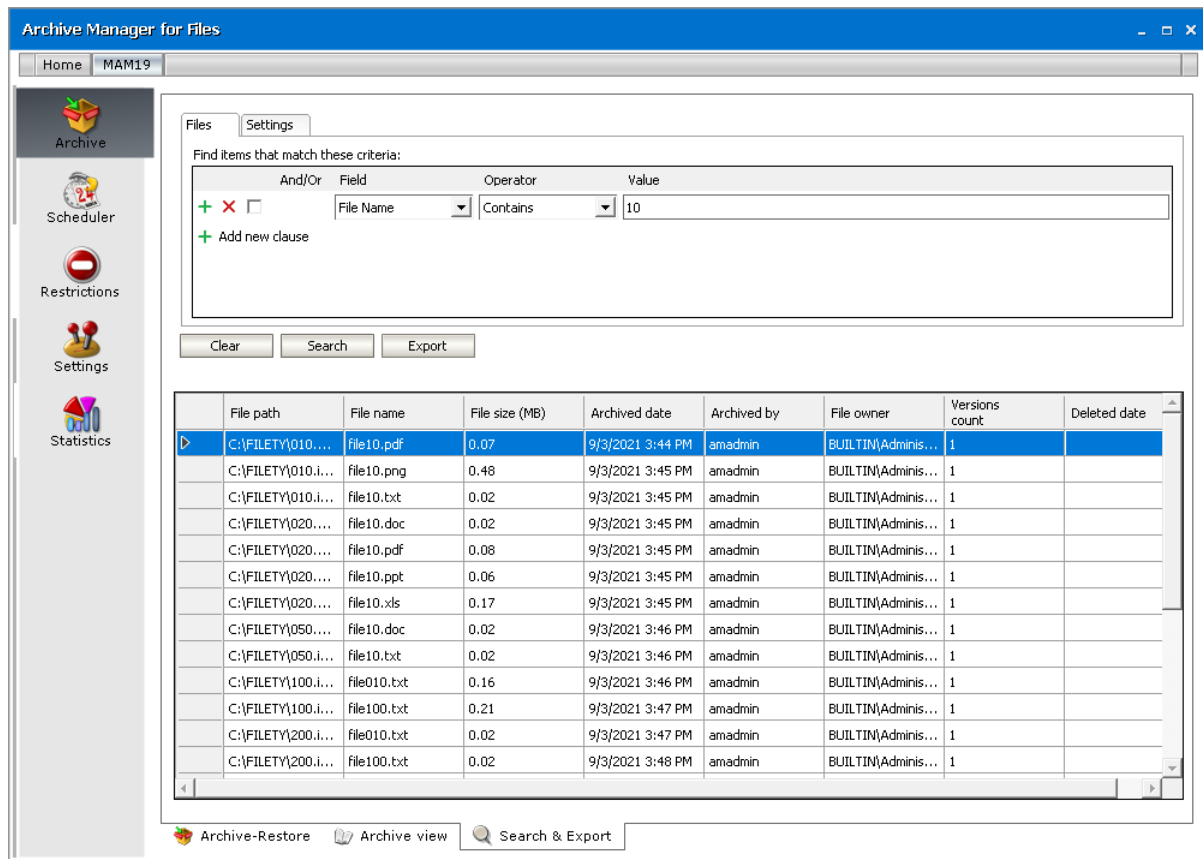 Archive Manager for Files
Home MAM19
Archive
Scheduler
Restrictions
Settings
Statistics
Files Settings
Find items that match these criteria:
And/Or Field Operator Value
File Name Contains 10
Add new clause
Clear Search Export
File path File name File size (MB) Archived date Archived by File owner Versions count Deleted date
C:\FILETY\010.... file10.pdf 0.07 9/3/2021 3:44 PM amadmin BUILTIN\Adminis... 1
C:\FILETY\010.i... file10.png 0.48 9/3/2021 3:45 PM amadmin BUILTIN\Adminis... 1
C:\FILETY\010.i... file10.txt 0.02 9/3/2021 3:45 PM amadmin BUILTIN\Adminis... 1
C:\FILETY\020.... file10.doc 0.02 9/3/2021 3:45 PM amadmin BUILTIN\Adminis... 1
C:\FILETY\020.... file10.pdf 0.08 9/3/2021 3:45 PM amadmin BUILTIN\Adminis... 1
C:\FILETY\020.... file10.ppt 0.06 9/3/2021 3:45 PM amadmin BUILTIN\Adminis... 1
C:\FILETY\020.... file10.xls 0.17 9/3/2021 3:45 PM amadmin BUILTIN\Adminis... 1
C:\FILETY\050.... file10.doc 0.02 9/3/2021 3:46 PM amadmin BUILTIN\Adminis... 1
C:\FILETY\050.i... file10.txt 0.02 9/3/2021 3:46 PM amadmin BUILTIN\Adminis... 1
C:\FILETY\100.i... file010.txt 0.16 9/3/2021 3:46 PM amadmin BUILTIN\Adminis... 1
C:\FILETY\100.i... file100.txt 0.21 9/3/2021 3:47 PM amadmin BUILTIN\Adminis... 1
C:\FILETY\200.i... file010.txt 0.02 9/3/2021 3:47 PM amadmin BUILTIN\Adminis... 1
C:\FILETY\200.i... file100.txt 0.02 9/3/2021 3:48 PM amadmin BUILTIN\Adminis... 1
Archive-Restore Archive view Search & Export